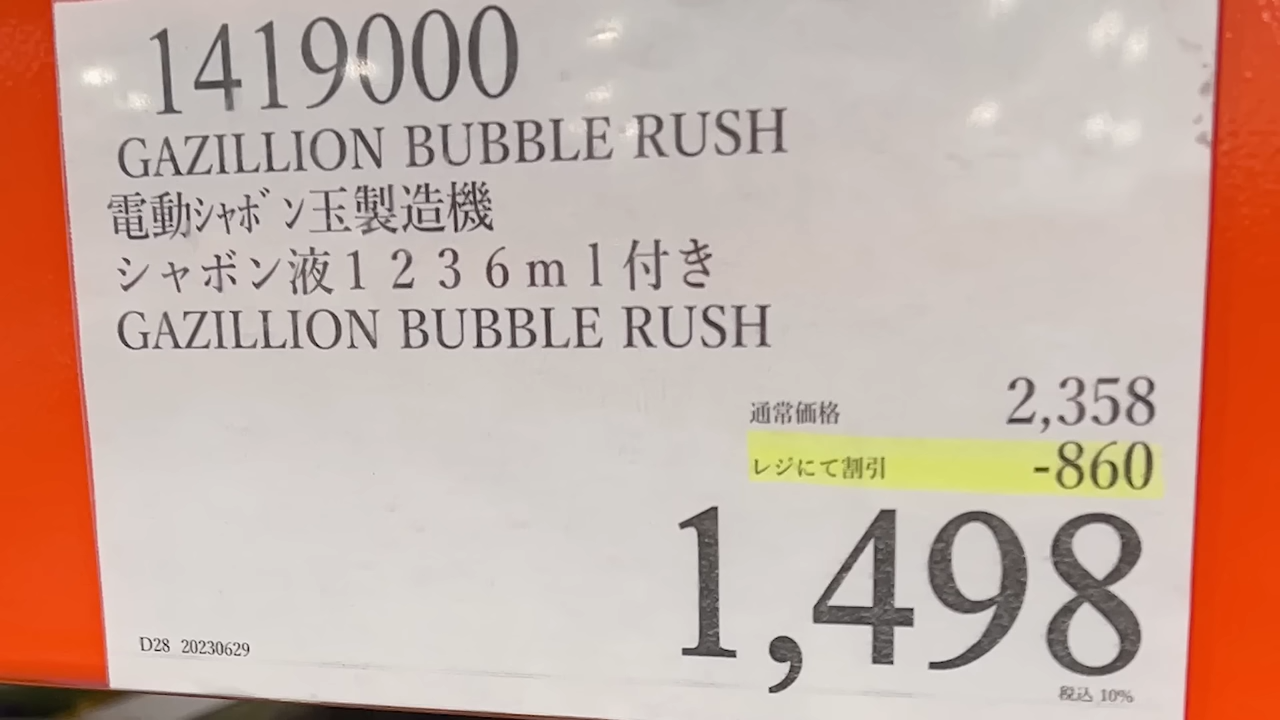 1419000
GAZILLION BUBBLE RUSH
電動ｼｬﾎﾞﾝ玉製造機
シャボン液１２３６ｍｌ付き
GAZILLION BUBBLE RUSH
通常価格 2,358
レジにて割引 -860
1,498
税込 10%
D28 20230629